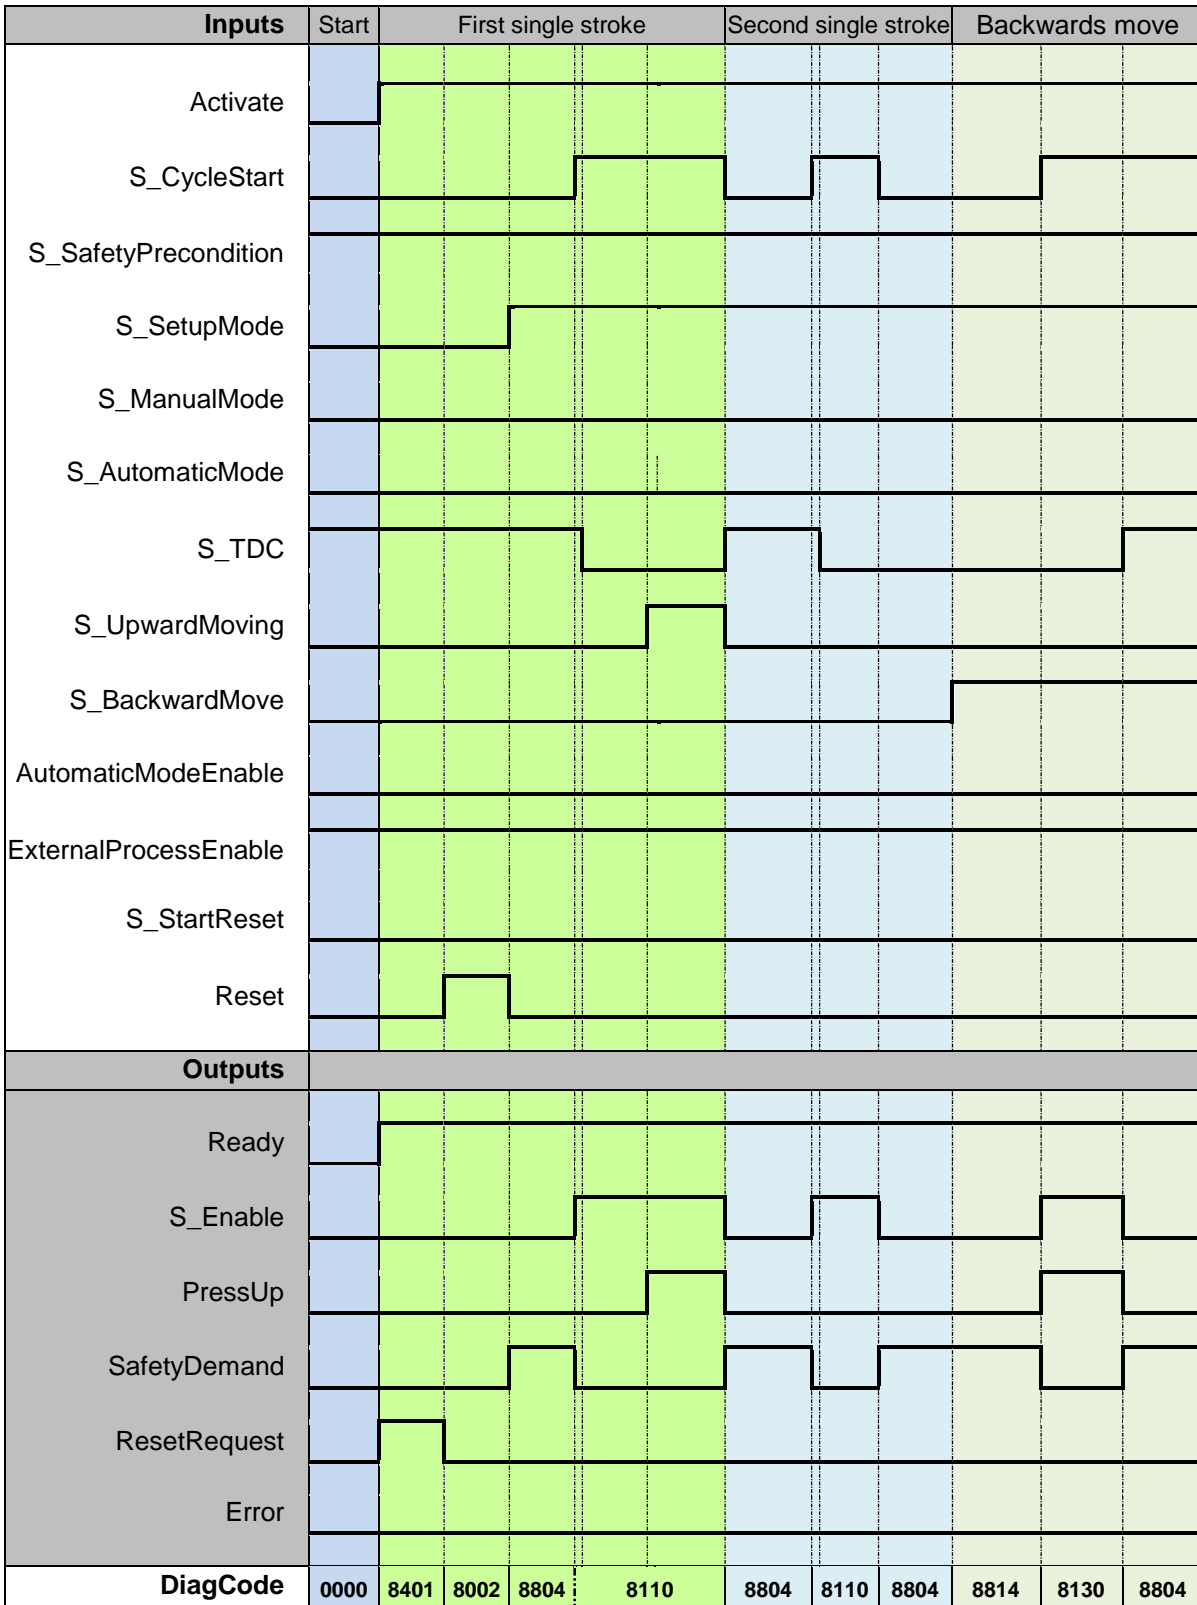 Inputs Start First single stroke Second single stroke Backwards move
Activate
S_CycleStart
S_SafetyPrecondition
S_SetupMode
S_ManualMode
S_AutomaticMode
S_TDC
S_UpwardMoving
S_BackwardMove
AutomaticModeEnable
ExternalProcessEnable
S_StartReset
Reset
Outputs
Ready
S_Enable
PressUp
SafetyDemand
ResetRequest
Error
DiagCode 0000 8401 8002 8804 8110 8804 8110 8804 8814 8130 8804